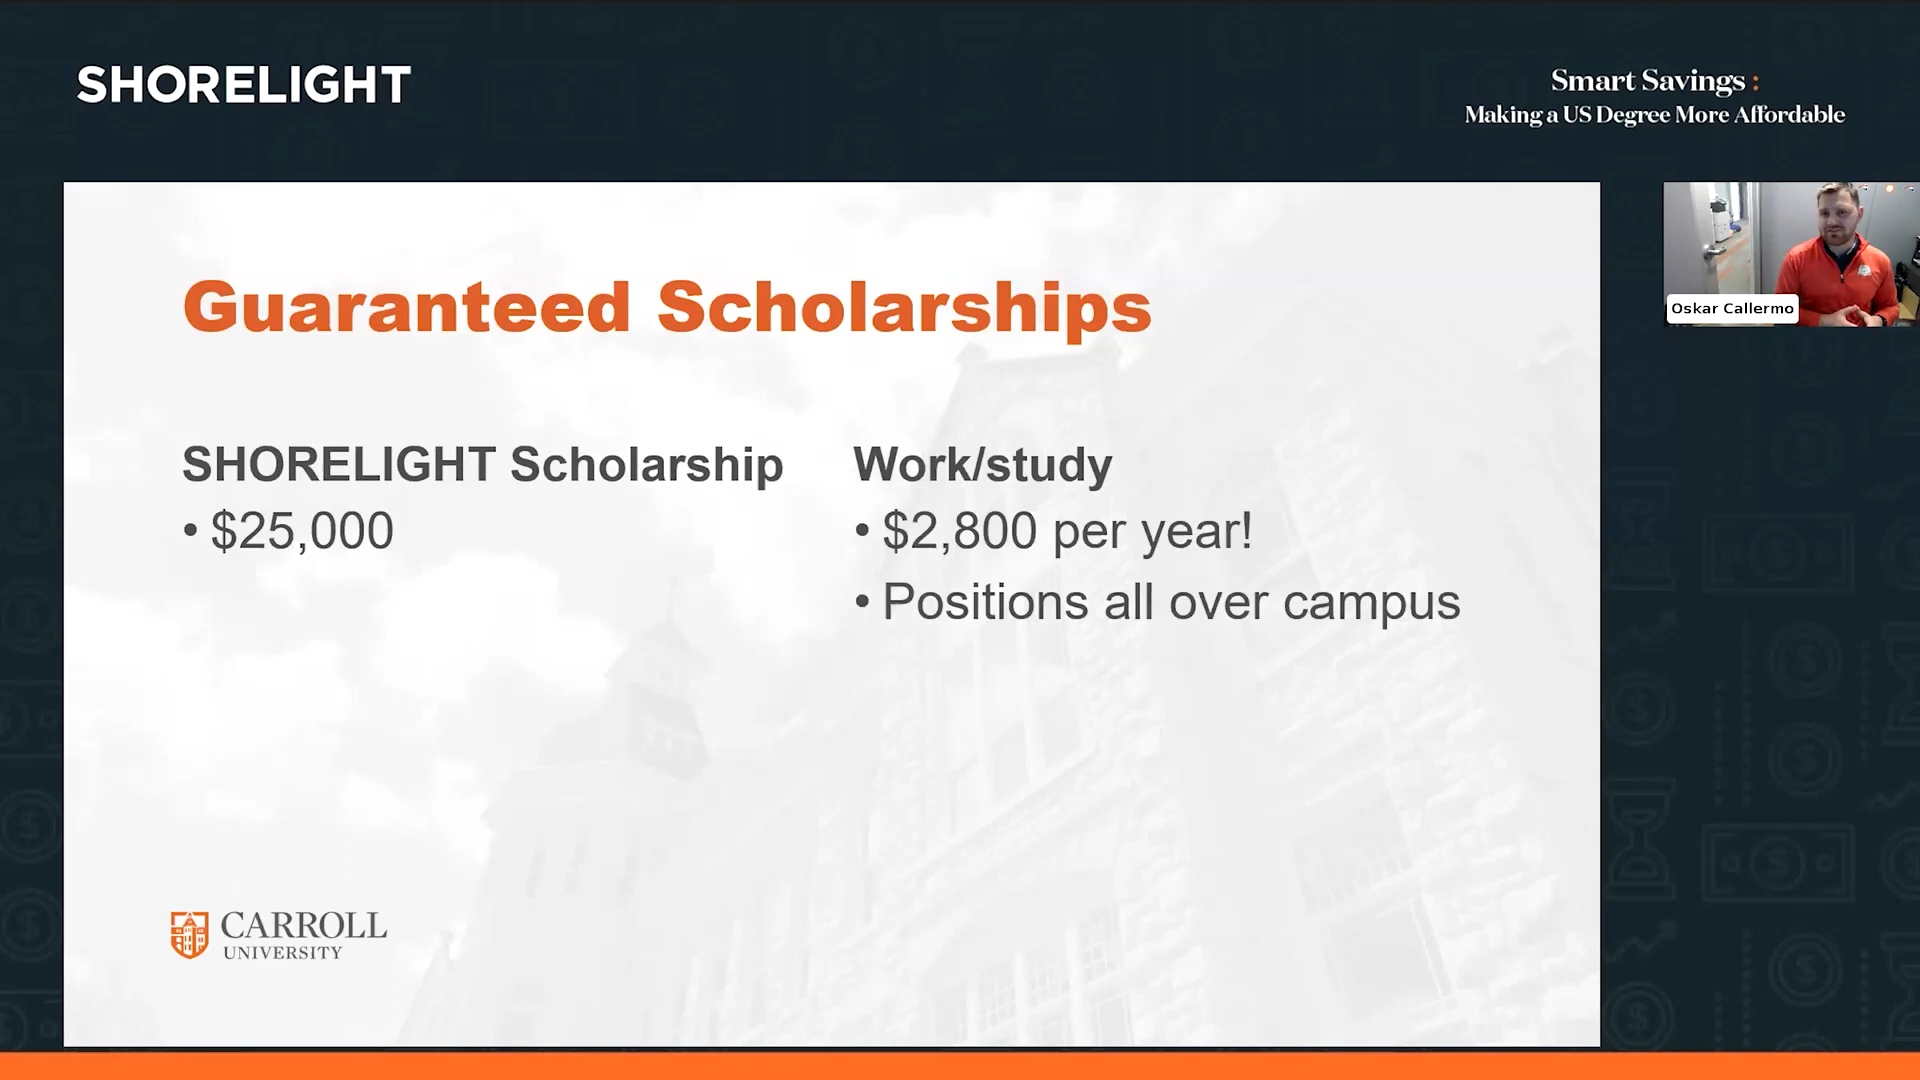 SHORELIGHT
Smart Savings :
Making a US Degree More Affordable
Guaranteed Scholarships
SHORELIGHT Scholarship
• $25,000
Work/study
• $2,800 per year!
• Positions all over campus
Oskar Callermo
CARROLL
UNIVERSITY